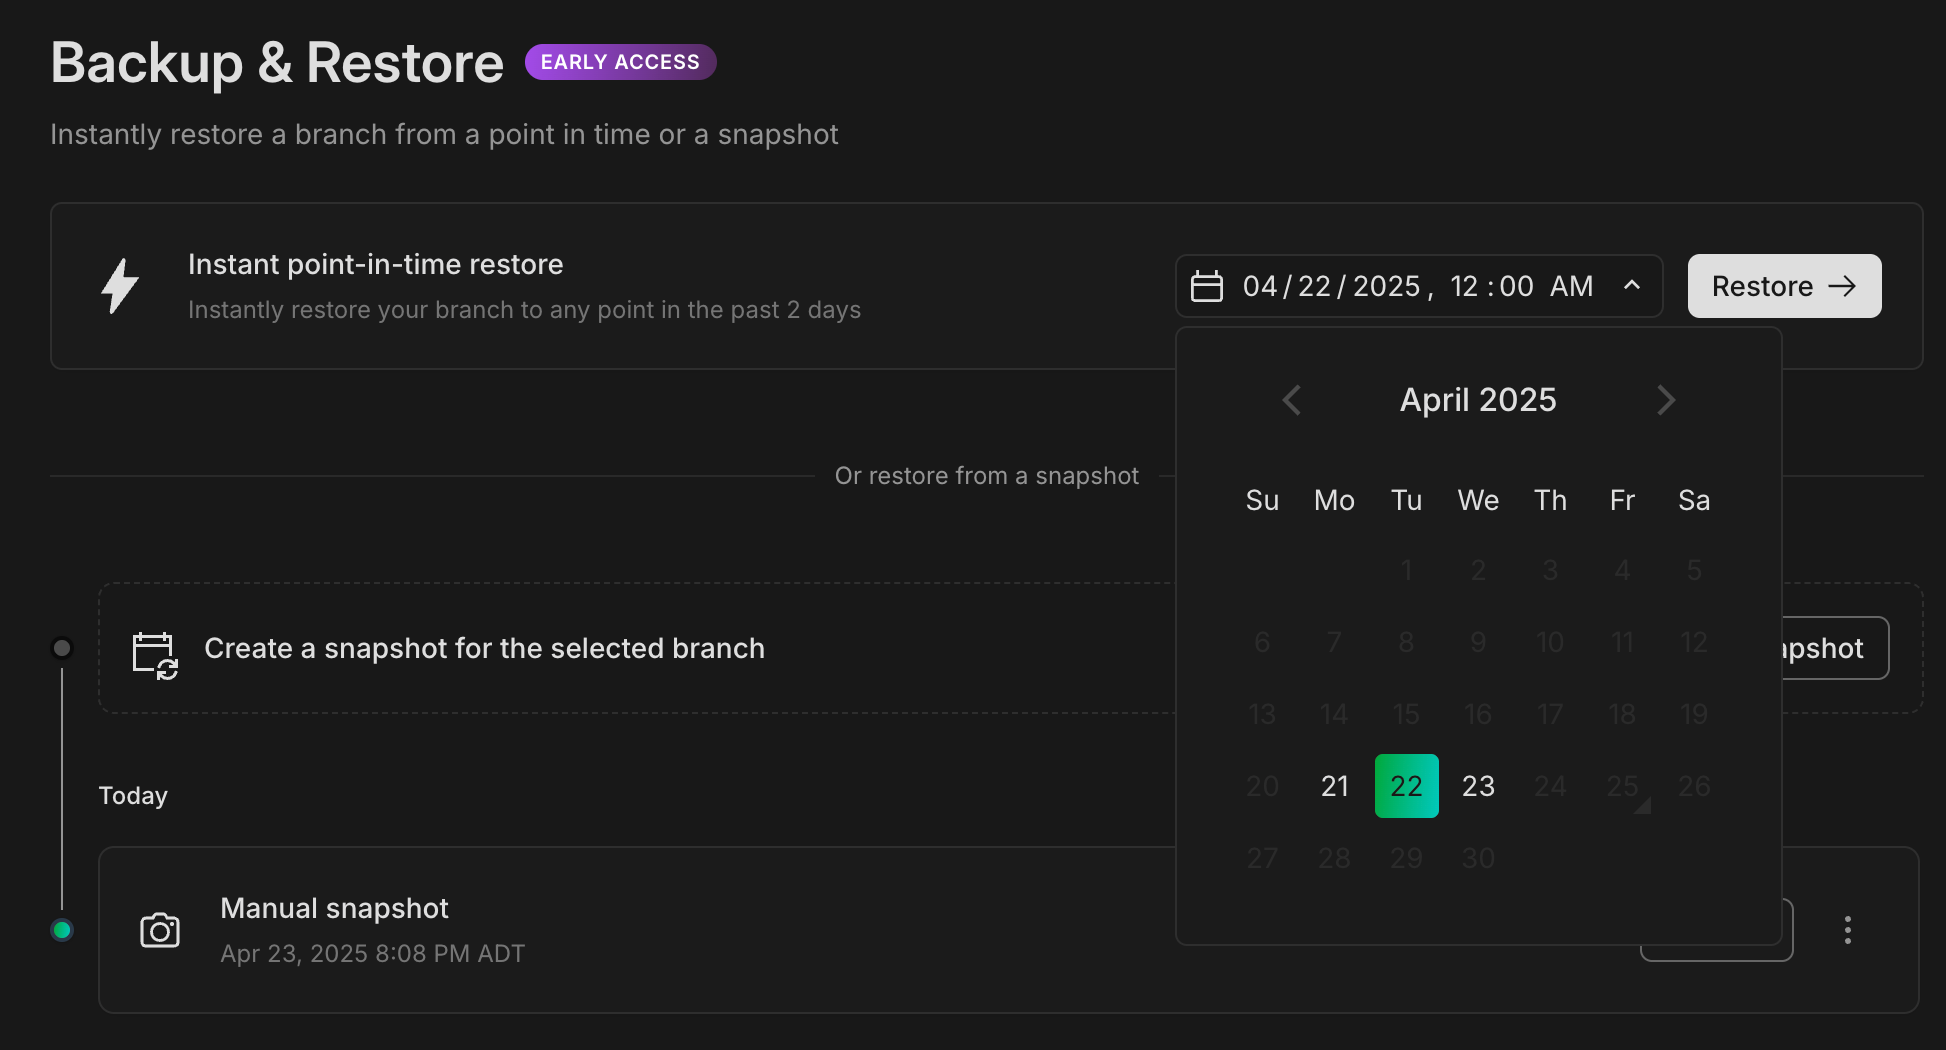 Backup & Restore EARLY ACCESS
Instantly restore a branch from a point in time or a snapshot
Instant point-in-time restore
Instantly restore your branch to any point in the past 2 days
04/22/2025, 12:00 AM
Restore
April 2025
Su Mo Tu We Th Fr Sa
1 2 3 4 5
6 7 8 9 10 11 12
13 14 15 16 17 18 19
20 21 22 23 24 25 26
27 28 29 30
Or restore from a snapshot
Create a snapshot for the selected branch
Today
Manual snapshot
Apr 23, 2025 8:08 PM ADT